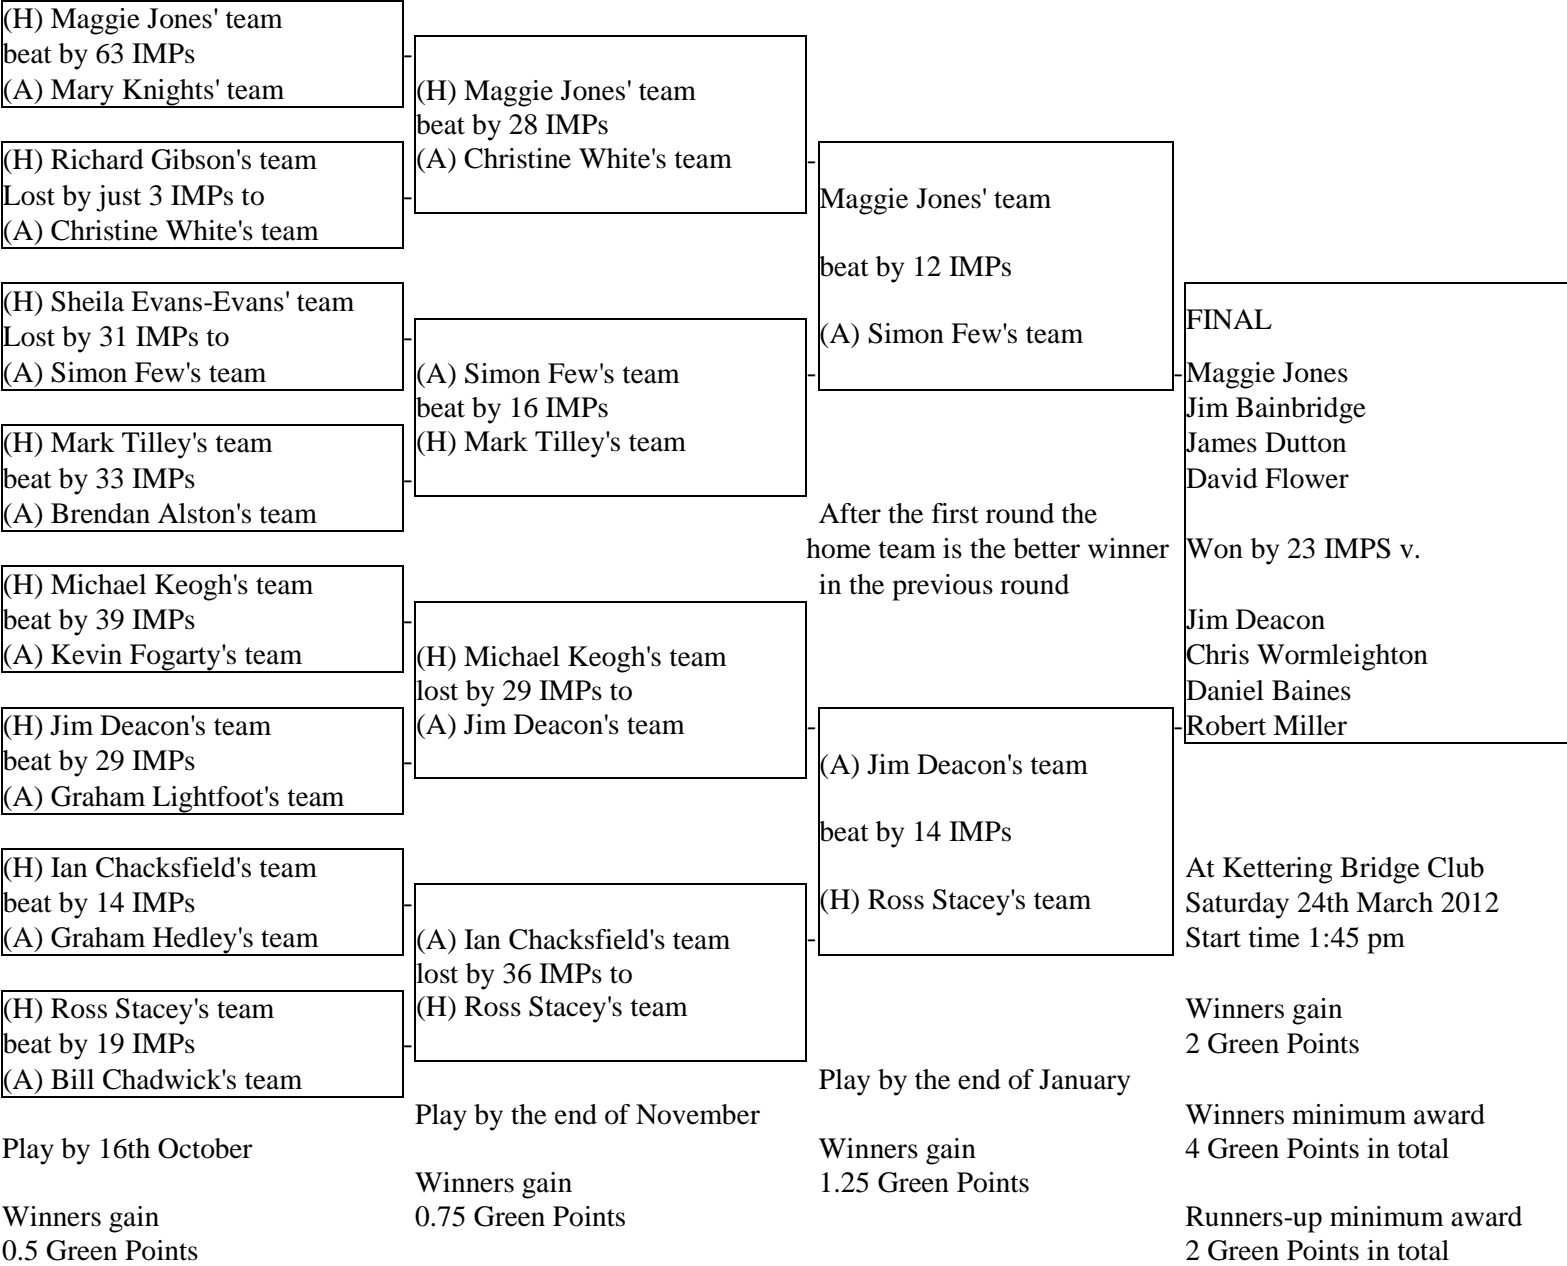 (H) Maggie Jones' team
beat by 63 IMPs
(A) Mary Knights' team
(H) Richard Gibson's team
Lost by just 3 IMPs to
(A) Christine White's team
(H) Sheila Evans-Evans' team
Lost by 31 IMPs to
(A) Simon Few's team
(H) Mark Tilley's team
beat by 33 IMPs
(A) Brendan Alston's team
(H) Michael Keogh's team
beat by 39 IMPs
(A) Kevin Fogarty's team
(H) Jim Deacon's team
beat by 29 IMPs
(A) Graham Lightfoot's team
(H) Ian Chacksfield's team
beat by 14 IMPs
(A) Graham Hedley's team
(H) Ross Stacey's team
beat by 19 IMPs
(A) Bill Chadwick's team
Play by 16th October
Winners gain
0.5 Green Points
(H) Maggie Jones' team
beat by 28 IMPs
(A) Christine White's team
(A) Simon Few's team
beat by 16 IMPs
(H) Mark Tilley's team
(H) Michael Keogh's team
lost by 29 IMPs to
(A) Jim Deacon's team
(A) Ian Chacksfield's team
lost by 36 IMPs to
(H) Ross Stacey's team
Play by the end of November
Winners gain
0.75 Green Points
Maggie Jones' team
beat by 12 IMPs
(A) Simon Few's team
After the first round the
home team is the better winner
in the previous round
(A) Jim Deacon's team
beat by 14 IMPs
(H) Ross Stacey's team
Play by the end of January
Winners gain
1.25 Green Points
FINAL
Maggie Jones
Jim Bainbridge
James Dutton
David Flower
Won by 23 IMPS v.
Jim Deacon
Chris Wormleighton
Daniel Baines
Robert Miller
At Kettering Bridge Club
Saturday 24th March 2012
Start time 1:45 pm
Winners gain
2 Green Points
Winners minimum award
4 Green Points in total
Runners-up minimum award
2 Green Points in total